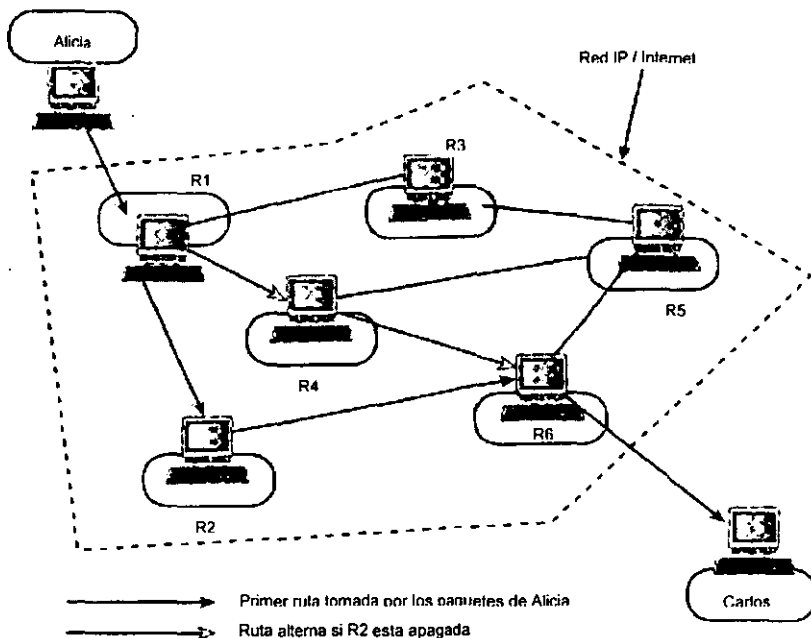 Alicia
Red IP / Internet
R3
R1
R5
R4
R6
R2
Carlos
Primer ruta tomada por los paquetes de Alicia
Ruta alterna si R2 esta apagada